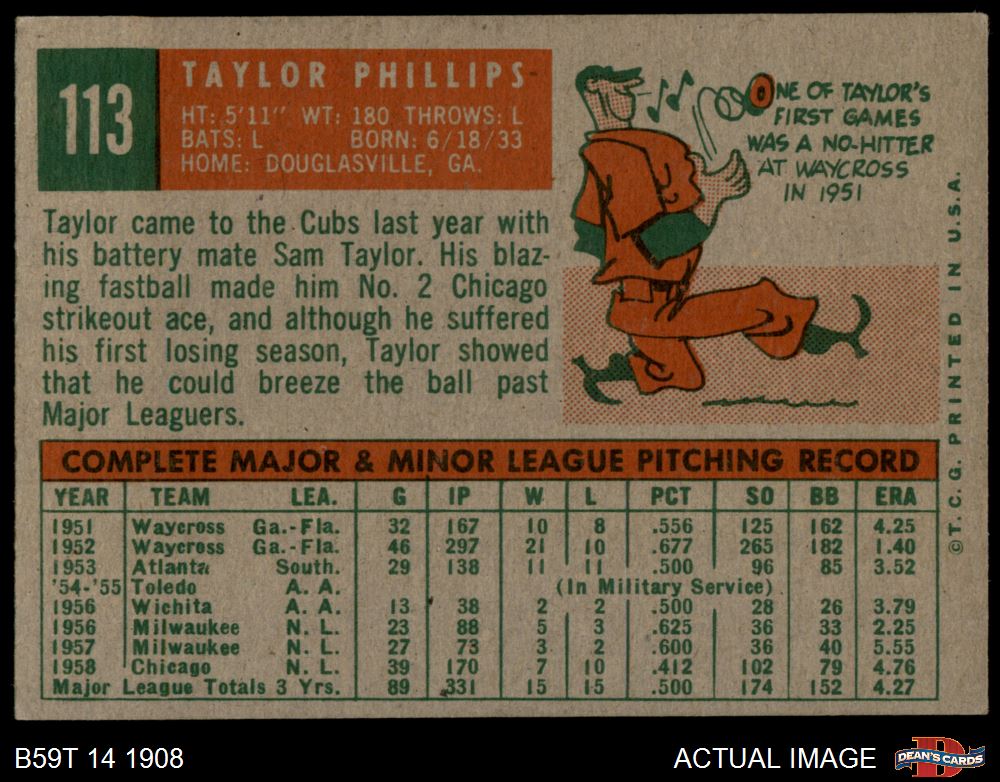 113
TAYLOR PHILLIPS
HT: 5'11" WT: 180 THROWS: L
BATS: L BORN: 6/18/33
HOME: DOUGLASVILLE, GA.
ONE OF TAYLOR'S
FIRST GAMES
WAS A NO-HITTER
AT WAYCROSS
IN 1951
Taylor came to the Cubs last year with
his battery mate Sam Taylor. His blaz-
ing fastball made him No. 2 Chicago
strikeout ace, and although he suffered
his first losing season, Taylor showed
that he could breeze the ball past
Major Leaguers.
©T.C.G. PRINTED IN U.S.A.
COMPLETE MAJOR & MINOR LEAGUE PITCHING RECORD
YEAR TEAM LEA. G IP W L PCT SO BB ERA
1951 Waycross Ga.-Fla. 32 167 10 8 .556 125 162 4.25
1952 Waycross Ga.-Fla. 46 297 21 10 .677 265 182 1.40
1953 Atlanta South. 29 138 11 11 .500 96 85 3.52
'54-'55 Toledo A. A. (In Military Service)
1956 Wichita A. A. 13 38 2 2 .500 28 26 3.79
1956 Milwaukee N. L. 23 88 5 3 .625 36 33 2.25
1957 Milwaukee N. L. 27 73 3 2 .600 36 40 5.55
1958 Chicago N. L. 39 170 7 10 .412 102 79 4.76
Major League Totals 3 Yrs. 89 331 15 15 .500 174 152 4.27
B59T 14 1908
ACTUAL IMAGE
D
DEAN'S CARDS